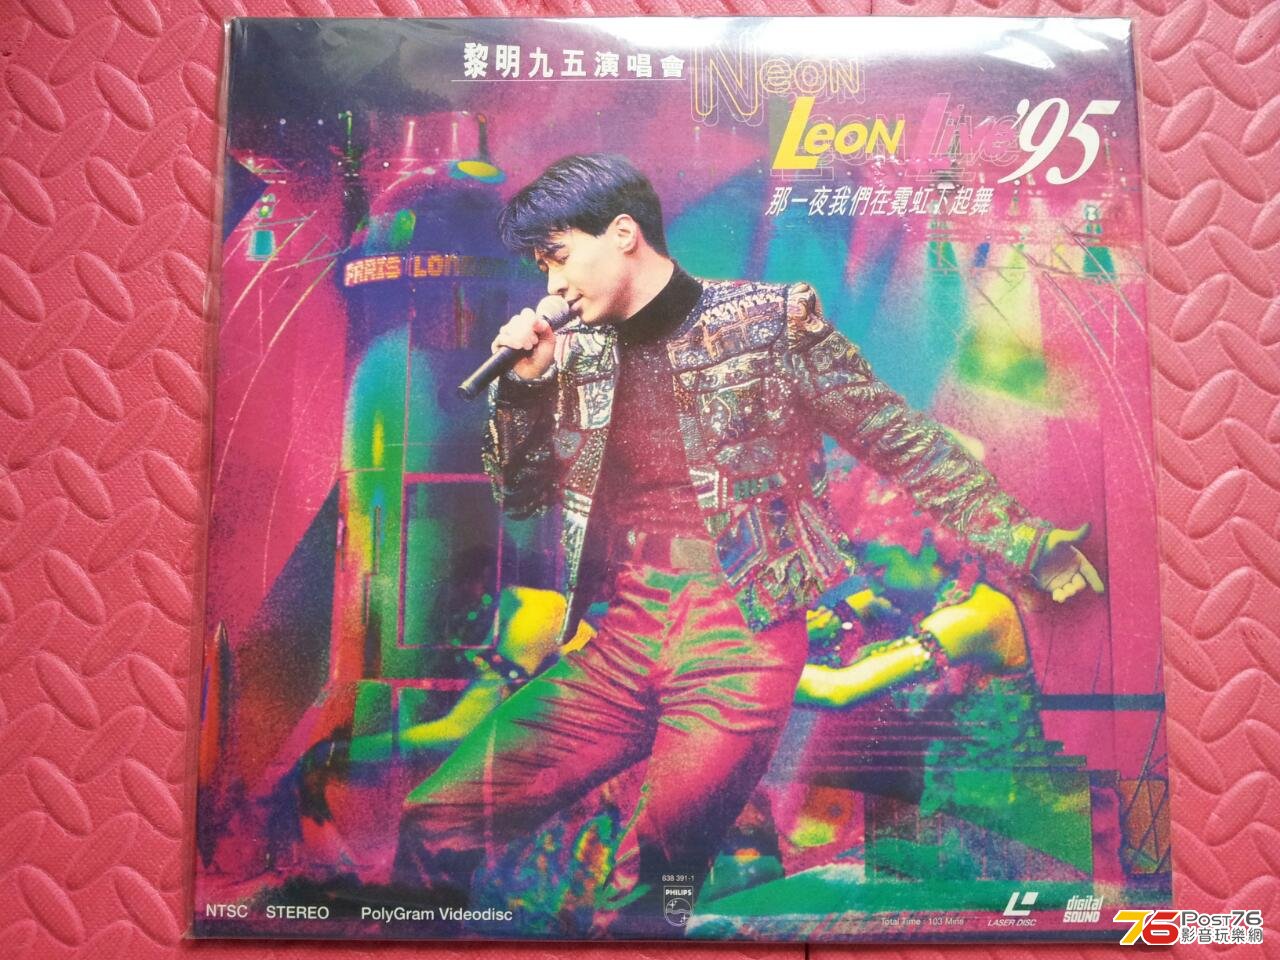 黎明九五演唱會
NEON
LEON Live '95
那一夜我們在霓虹下起舞
PARIS LONDON
638 391-1
PHILIPS
NTSC STEREO PolyGram Videodisc
Total Time : 103 Mins
LASER DISC
digital
SOUND
76 POST76
影音玩樂網